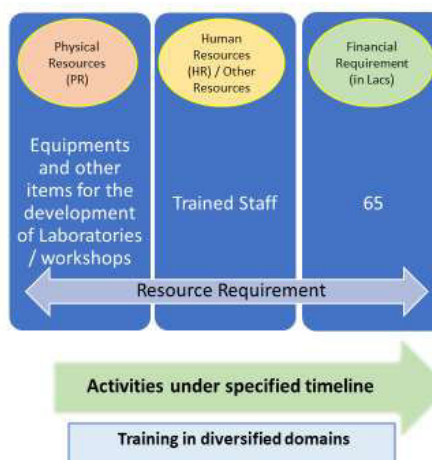 Physical
Resources
(PR)
Human
Resources
(HR) / Other
Resources
Financial
Requirement
(in Lacs)
Equipments
and other
items for the
development
of Laboratories
/ workshops
Trained Staff
65
Resource Requirement
Activities under specified timeline
Training in diversified domains